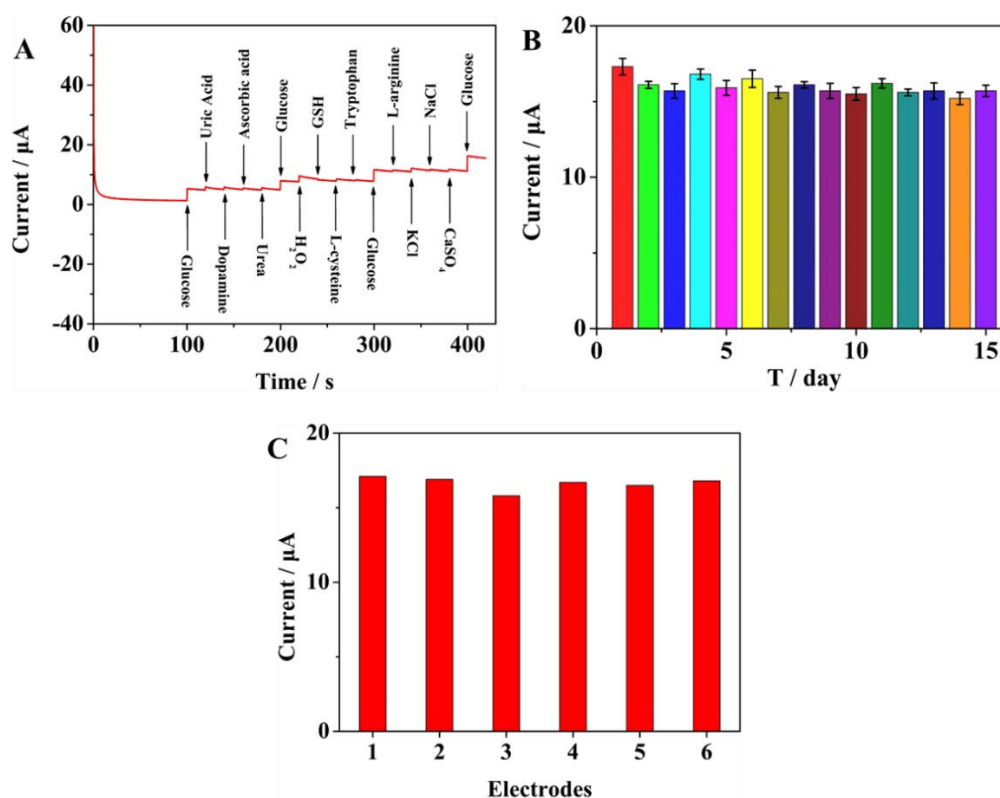 A
60
40
20
0
-20
-40
Current / μA
Uric Acid
Ascorbic acid
Glucose
GSH
Tryptophan
L-arginine
NaCl
Glucose
Glucose
Dopamine
Urea
H2O2
L-cysteine
Glucose
KCl
CaSO4
0 100 200 300 400
Time / s
B
20
10
0
Current / μA
0 5 10 15
T / day
C
20
10
0
Current / μA
1 2 3 4 5 6
Electrodes